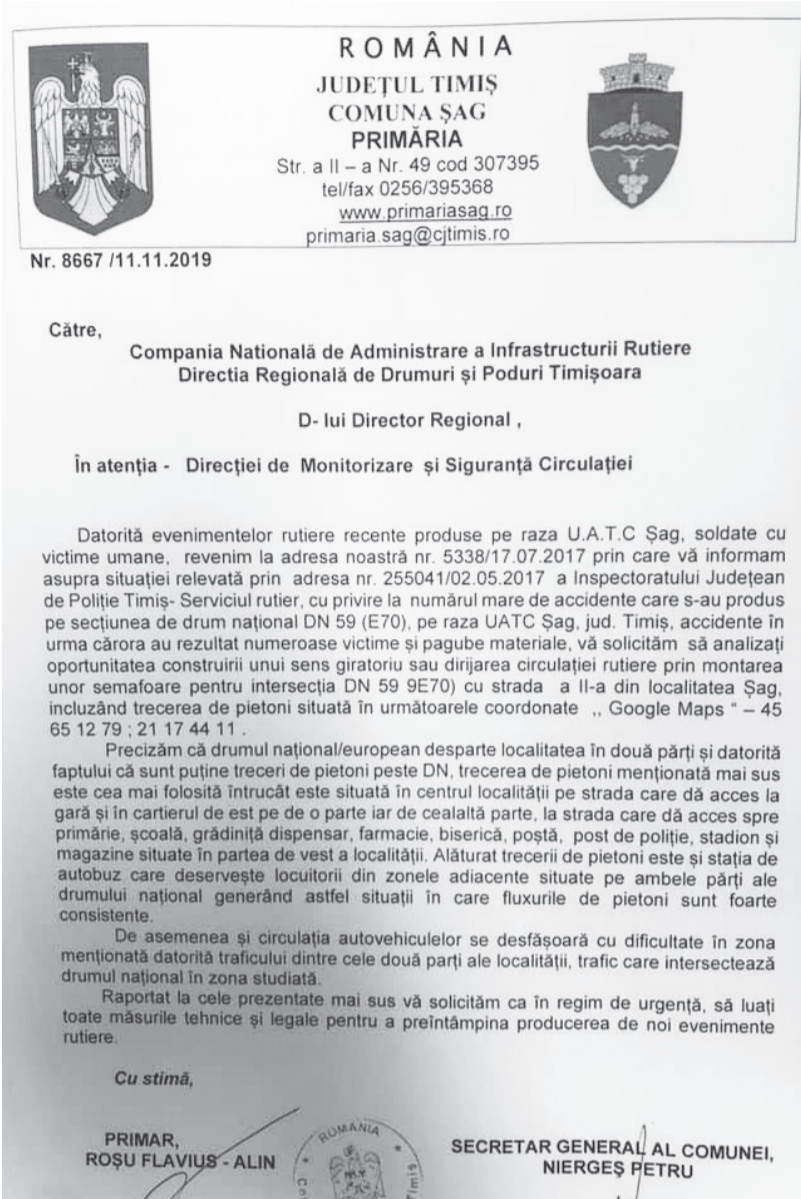 ROMÂNIA
JUDEȚUL TIMIȘ
COMUNA ȘAG
PRIMĂRIA
Str. a II – a Nr. 49 cod 307395
tel/fax 0256/395368
www.primariasag.ro
primaria.sag@cjtimis.ro
Nr. 8667 /11.11.2019
Către,
Compania Națională de Administrare a Infrastructurii Rutiere
Directia Regională de Drumuri și Poduri Timișoara
D- lui Director Regional ,
În atenția - Direcției de Monitorizare și Siguranță Circulației
Datorită evenimentelor rutiere recente produse pe raza U.A.T.C Șag, soldate cu
victime umane, revenim la adresa noastră nr. 5338/17.07.2017 prin care vă informam
asupra situației relevată prin adresa nr. 255041/02.05.2017 a Inspectoratului Județean
de Poliție Timiș- Serviciul rutier, cu privire la numărul mare de accidente care s-au produs
pe secțiunea de drum național DN 59 (E70), pe raza UATC Șag, jud. Timiș, accidente în
urma cărora au rezultat numeroase victime și pagube materiale, vă solicităm să analizați
oportunitatea construirii unui sens giratoriu sau dirijarea circulației rutiere prin montarea
unor semafoare pentru intersecția DN 59 9E70) cu strada a II-a din localitatea Șag,
incluzând trecerea de pietoni situată în următoarele coordonate ,, Google Maps “ – 45
65 12 79 ; 21 17 44 11 .
Precizăm că drumul național/european desparte localitatea în două părți și datorită
faptului că sunt puține treceri de pietoni peste DN, trecerea de pietoni menționată mai sus
este cea mai folosită întrucât este situată în centrul localității pe strada care dă acces la
gară și în cartierul de est pe de o parte iar de cealaltă parte, la strada care dă acces spre
primărie, școală, grădiniță dispensar, farmacie, biserică, poștă, post de poliție, stadion și
magazine situate în partea de vest a localității. Alăturat trecerii de pietoni este și stația de
autobuz care deservește locuitorii din zonele adiacente situate pe ambele părți ale
drumului național generând astfel situații în care fluxurile de pietoni sunt foarte
consistente.
De asemenea și circulația autovehiculelor se desfășoară cu dificultate în zona
menționată datorită traficului dintre cele două parți ale localității, trafic care intersectează
drumul național în zona studiată.
Raportat la cele prezentate mai sus vă solicităm ca în regim de urgență, să luați
toate măsurile tehnice și legale pentru a preîntâmpina producerea de noi evenimente
rutiere.
Cu stimă,
PRIMAR,
ROȘU FLAVIUS - ALIN
ROMANIA
SECRETAR GENERAL AL COMUNEI,
NIERGEȘ PETRU